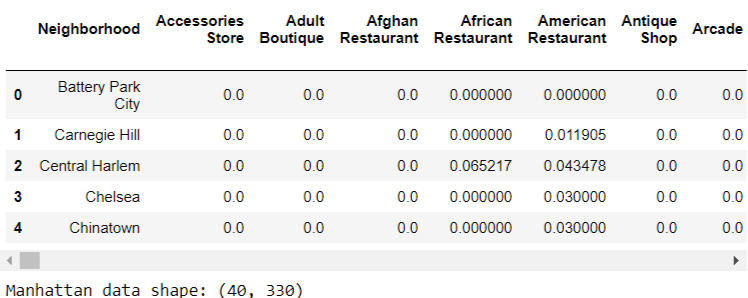 Neighborhood Accessories Store Adult Boutique Afghan Restaurant African Restaurant American Restaurant Antique Shop Arcade
0 Battery Park City 0.0 0.0 0.0 0.000000 0.000000 0.0 0.0
1 Carnegie Hill 0.0 0.0 0.0 0.000000 0.011905 0.0 0.0
2 Central Harlem 0.0 0.0 0.0 0.065217 0.043478 0.0 0.0
3 Chelsea 0.0 0.0 0.0 0.000000 0.030000 0.0 0.0
4 Chinatown 0.0 0.0 0.0 0.000000 0.030000 0.0 0.0
Manhattan data shape: (40, 330)